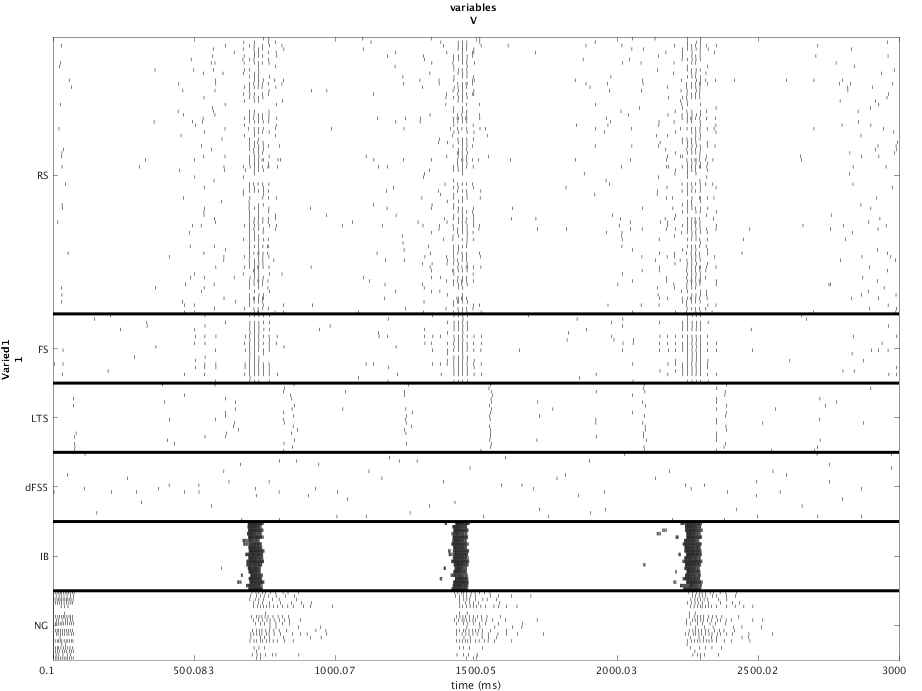 variables
V
RS
FS
LTS
dFS5
IB
NG
Varied1
1
0.1 500.083 1000.07 1500.05 2000.03 2500.02 3000
time (ms)